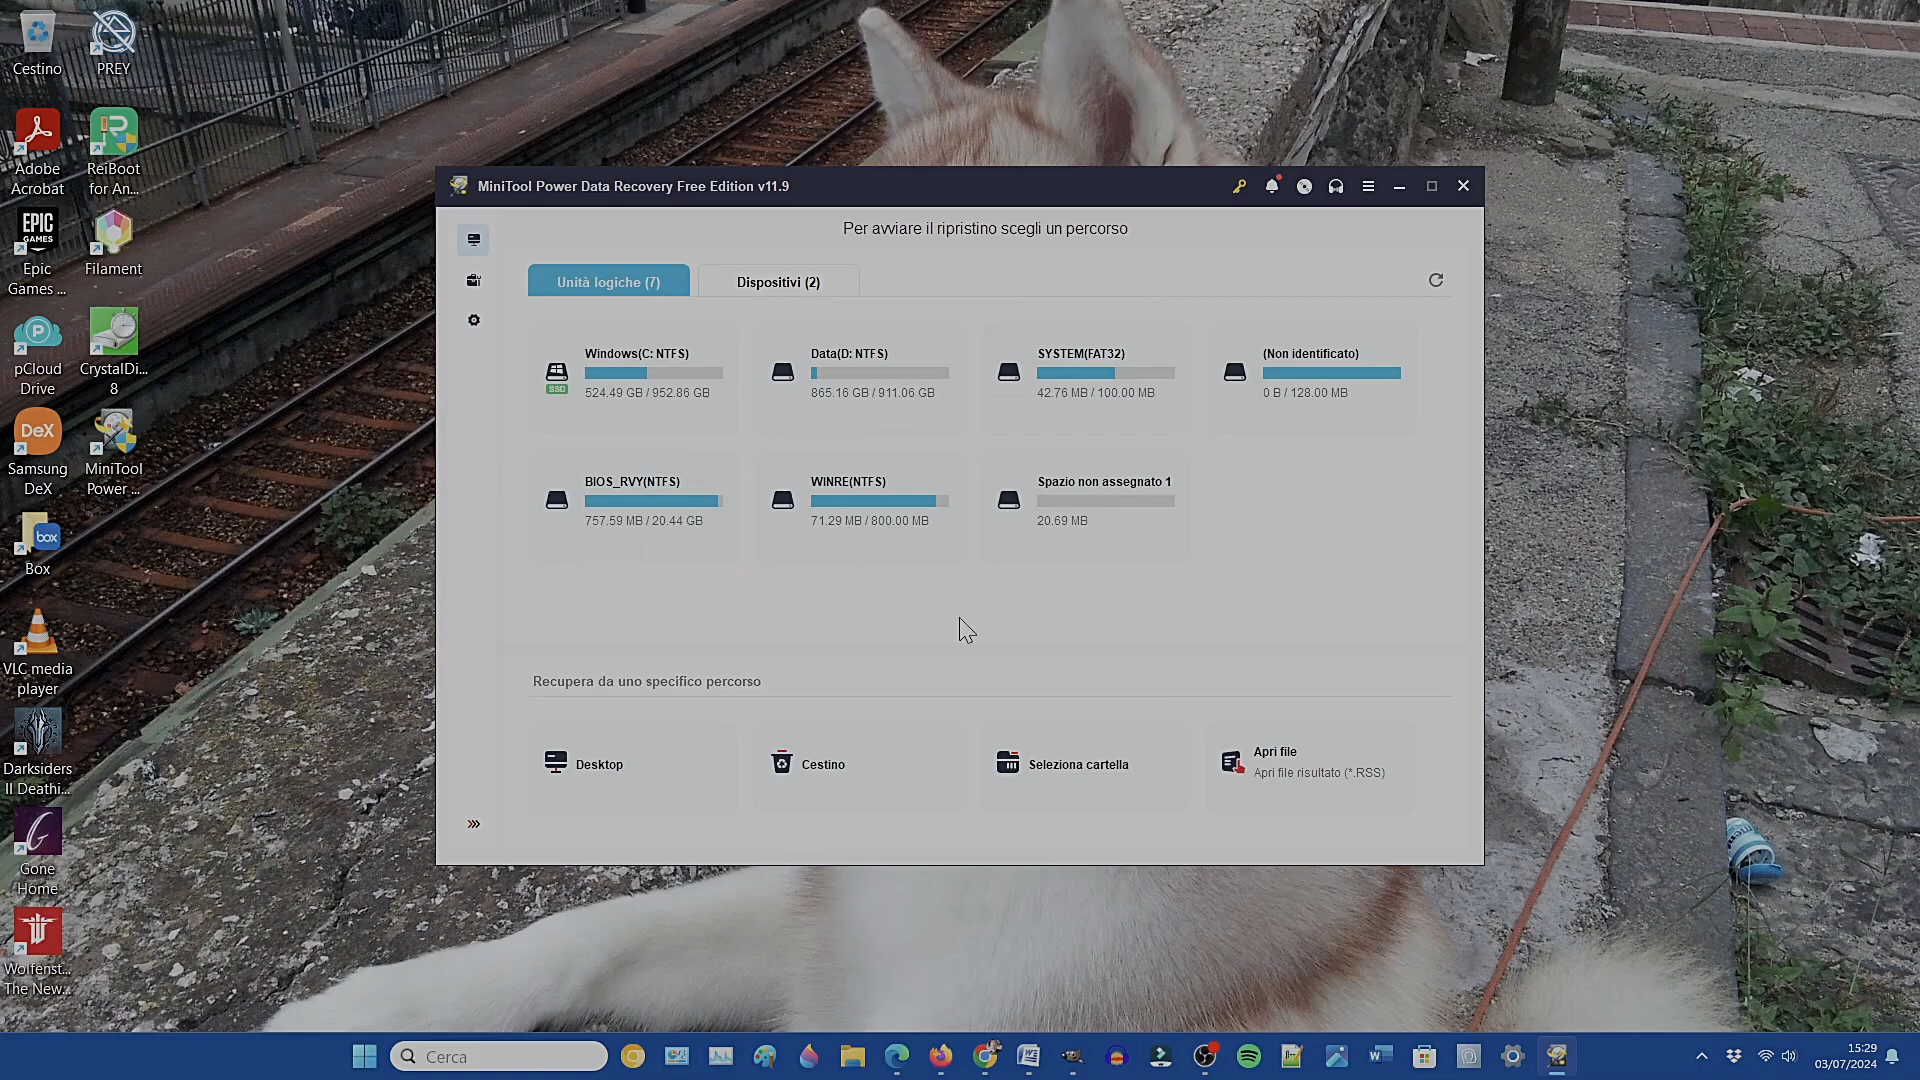 Cestino
PREY
Adobe
Acrobat
ReiBoot
for An...
EPIC
GAMES
Epic
Games ...
Filament
pCloud
Drive
CrystalDi...
8
DeX
Samsung
DeX
MiniTool
Power ...
box
Box
VLC media
player
Darksiders
II Deathi...
Gone
Home
Wolfenst...
The New...
MiniTool Power Data Recovery Free Edition v11.9
Per avviare il ripristino scegli un percorso
Unità logiche (7)
Dispositivi (2)
Windows(C: NTFS)
SSD
524.49 GB / 952.86 GB
Data(D: NTFS)
865.16 GB / 911.06 GB
SYSTEM(FAT32)
42.76 MB / 100.00 MB
(Non identificato)
0 B / 128.00 MB
BIOS_RVY(NTFS)
757.59 MB / 20.44 GB
WINRE(NTFS)
71.29 MB / 800.00 MB
Spazio non assegnato 1
20.69 MB
Recupera da uno specifico percorso
Desktop
Cestino
Seleziona cartella
Apri file
Apri file risultato (*.RSS)
Cerca
15:29
03/07/2024